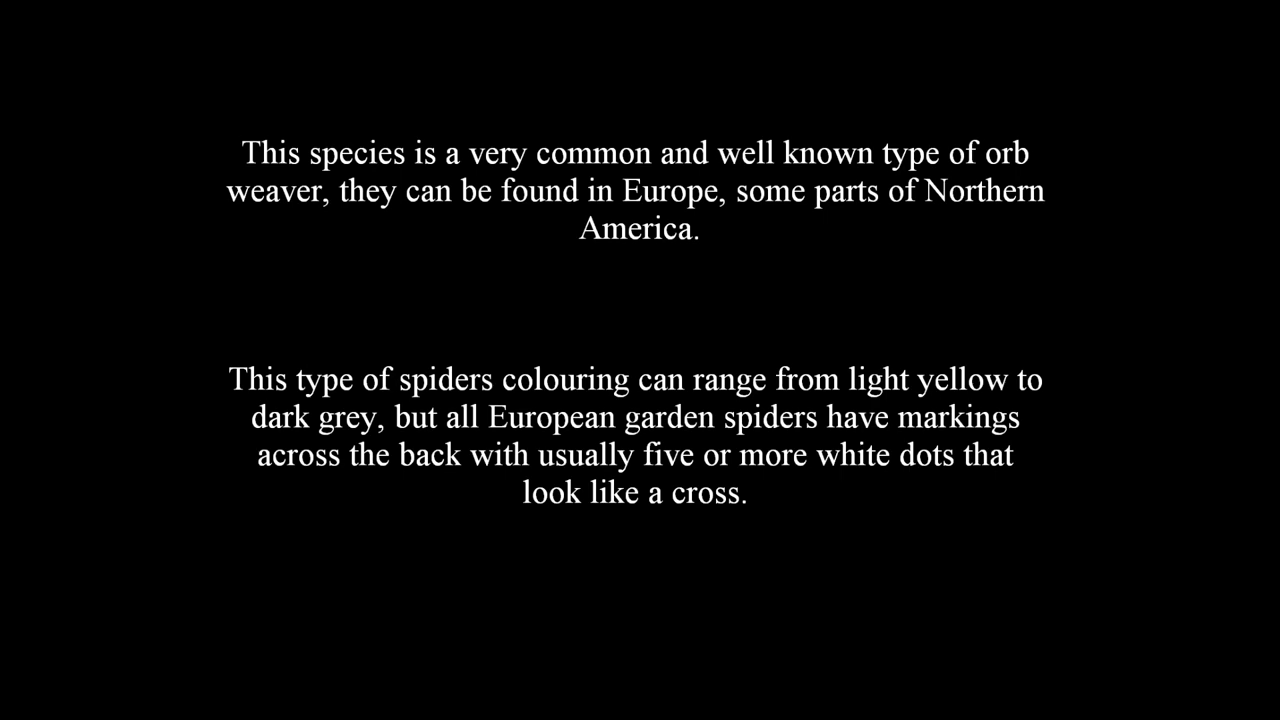 This species is a very common and well known type of orb
weaver, they can be found in Europe, some parts of Northern
America.
This type of spiders colouring can range from light yellow to
dark grey, but all European garden spiders have markings
across the back with usually five or more white dots that
look like a cross.